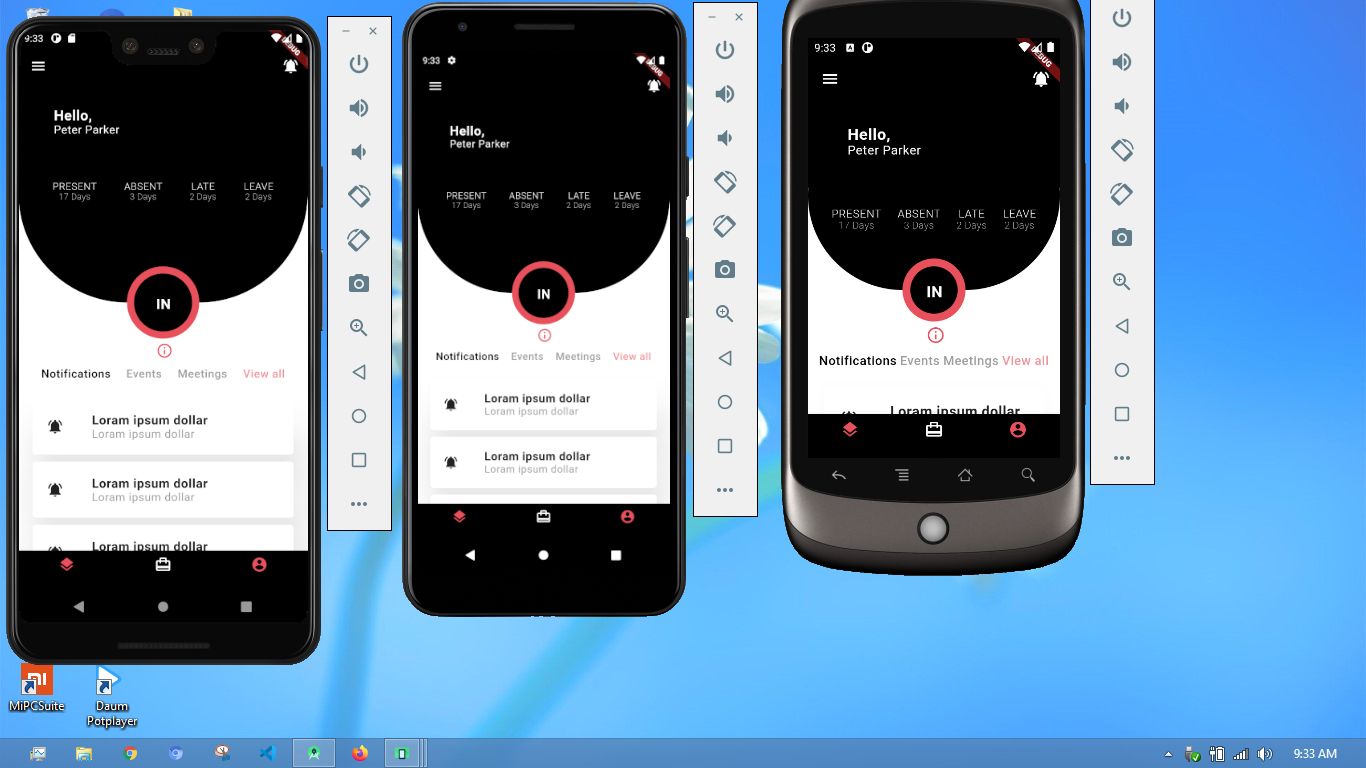 9:33
DEBUG
Hello,
Peter Parker
PRESENT ABSENT LATE LEAVE
17 Days 3 Days 2 Days 2 Days
IN
Notifications Events Meetings View all
Loram ipsum dollar
Loram ipsum dollar
Loram ipsum dollar
Loram ipsum dollar
Loram ipsum dollar
9:33
DEBUG
Hello,
Peter Parker
PRESENT ABSENT LATE LEAVE
17 Days 3 Days 2 Days 2 Days
IN
Notifications Events Meetings View all
Loram ipsum dollar
Loram ipsum dollar
Loram ipsum dollar
Loram ipsum dollar
9:33
DEBUG
Hello,
Peter Parker
PRESENT ABSENT LATE LEAVE
17 Days 3 Days 2 Days 2 Days
IN
Notifications Events Meetings View all
Loram ipsum dollar
MiPCSuite
Daum
Potplayer
9:33 AM